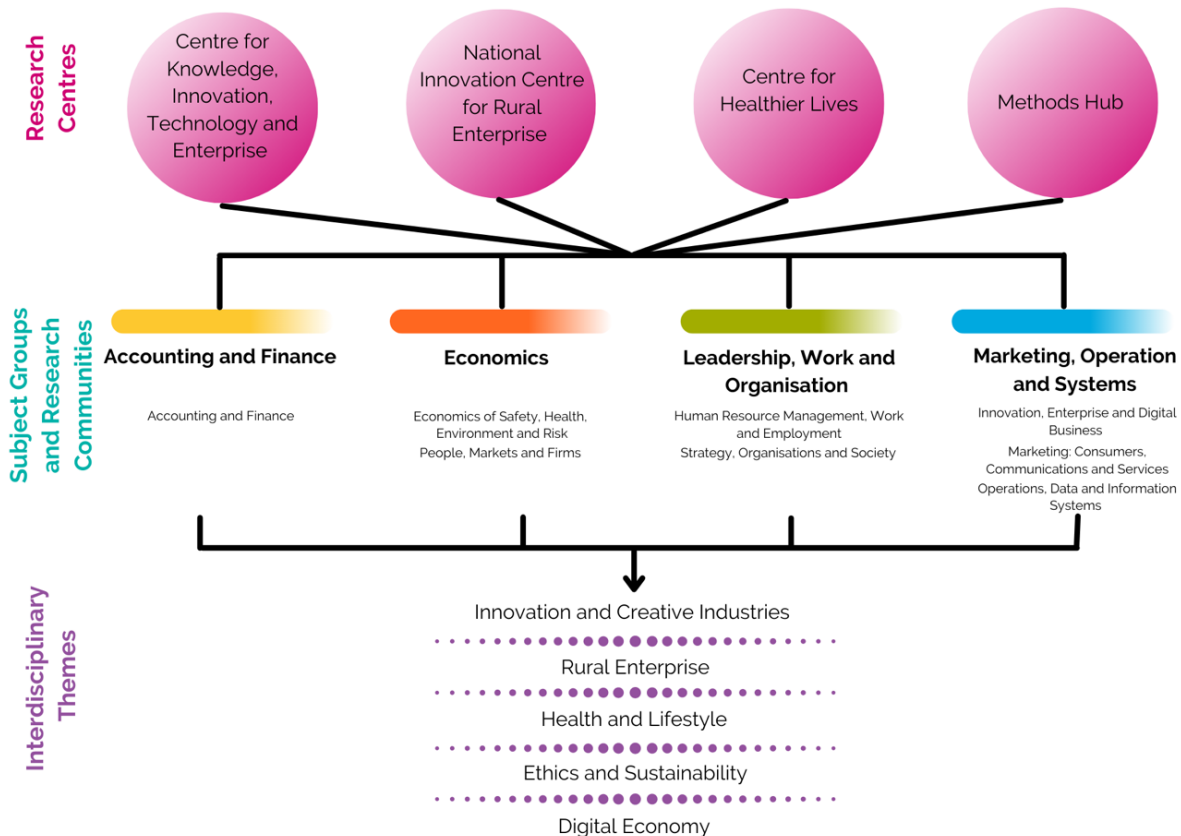 Research
Centres
Centre for
Knowledge,
Innovation,
Technology and
Enterprise
National
Innovation Centre
for Rural
Enterprise
Centre for
Healthier Lives
Methods Hub
Subject Groups
and Research
Communities
Accounting and Finance
Accounting and Finance
Economics
Economics of Safety, Health,
Environment and Risk
People, Markets and Firms
Leadership, Work and
Organisation
Human Resource Management, Work
and Employment
Strategy, Organisations and Society
Marketing, Operation
and Systems
Innovation, Enterprise and Digital
Business
Marketing: Consumers,
Communications and Services
Operations, Data and Information
Systems
Interdisciplinary
Themes
Innovation and Creative Industries
Rural Enterprise
Health and Lifestyle
Ethics and Sustainability
Digital Economy